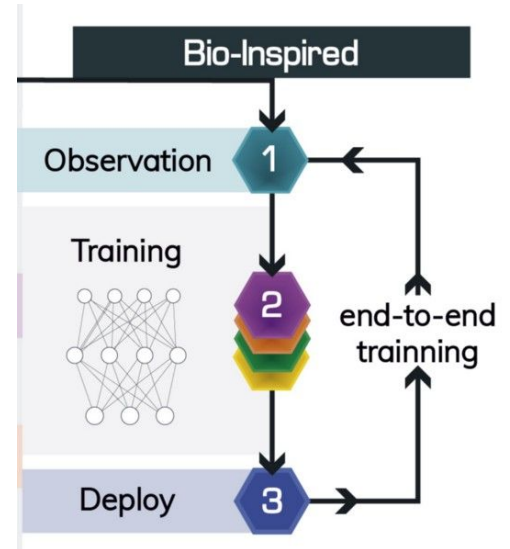 Bio-Inspired
Observation
1
Training
2
end-to-end
trainning
Deploy
3